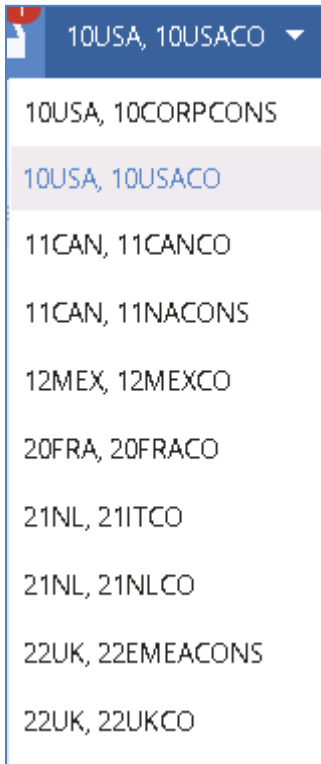 10USA, 10USACO
10USA, 10CORPCONS
10USA, 10USACO
11CAN, 11CANCO
11CAN, 11NACONS
12MEX, 12MEXCO
20FRA, 20FRACO
21NL, 21ITCO
21NL, 21NLCO
22UK, 22EMEACONS
22UK, 22UKCO